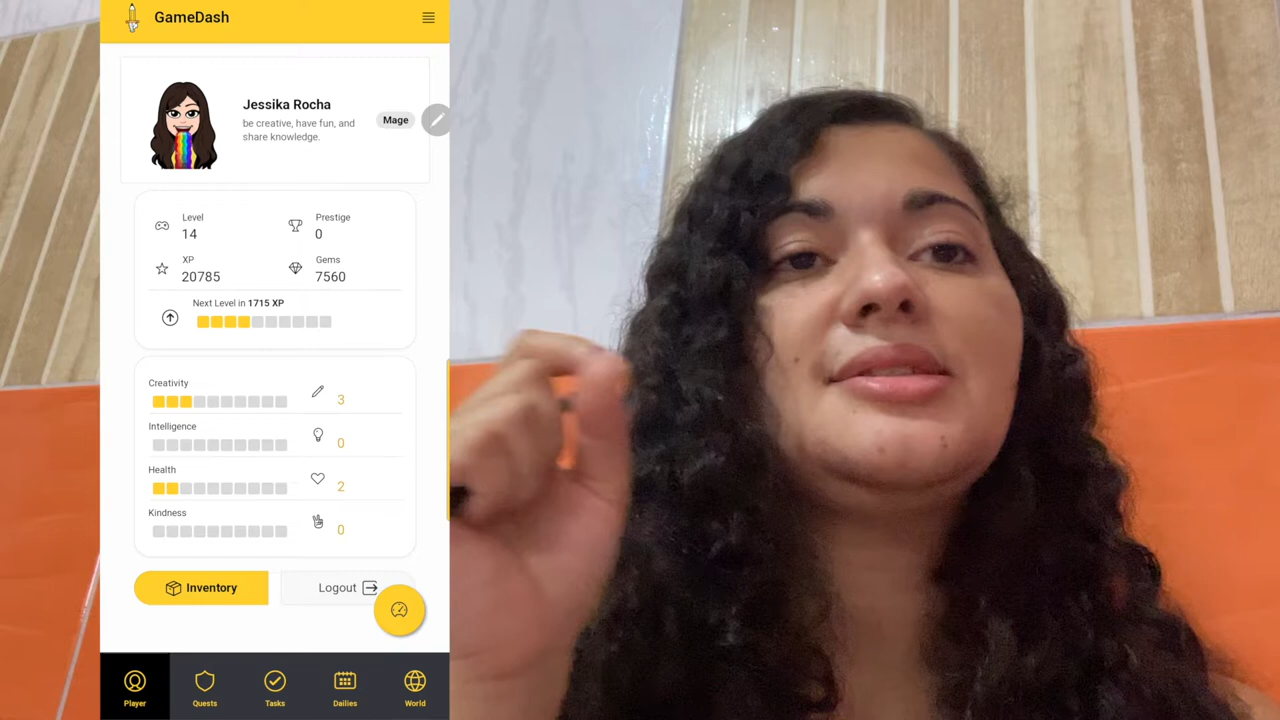 GameDash
Jessika Rocha
be creative, have fun, and
share knowledge.
Mage
Level
14
Prestige
0
XP
20785
Gems
7560
Next Level in 1715 XP
Creativity
3
Intelligence
0
Health
2
Kindness
0
Inventory
Logout
Player
Quests
Tasks
Dailies
World